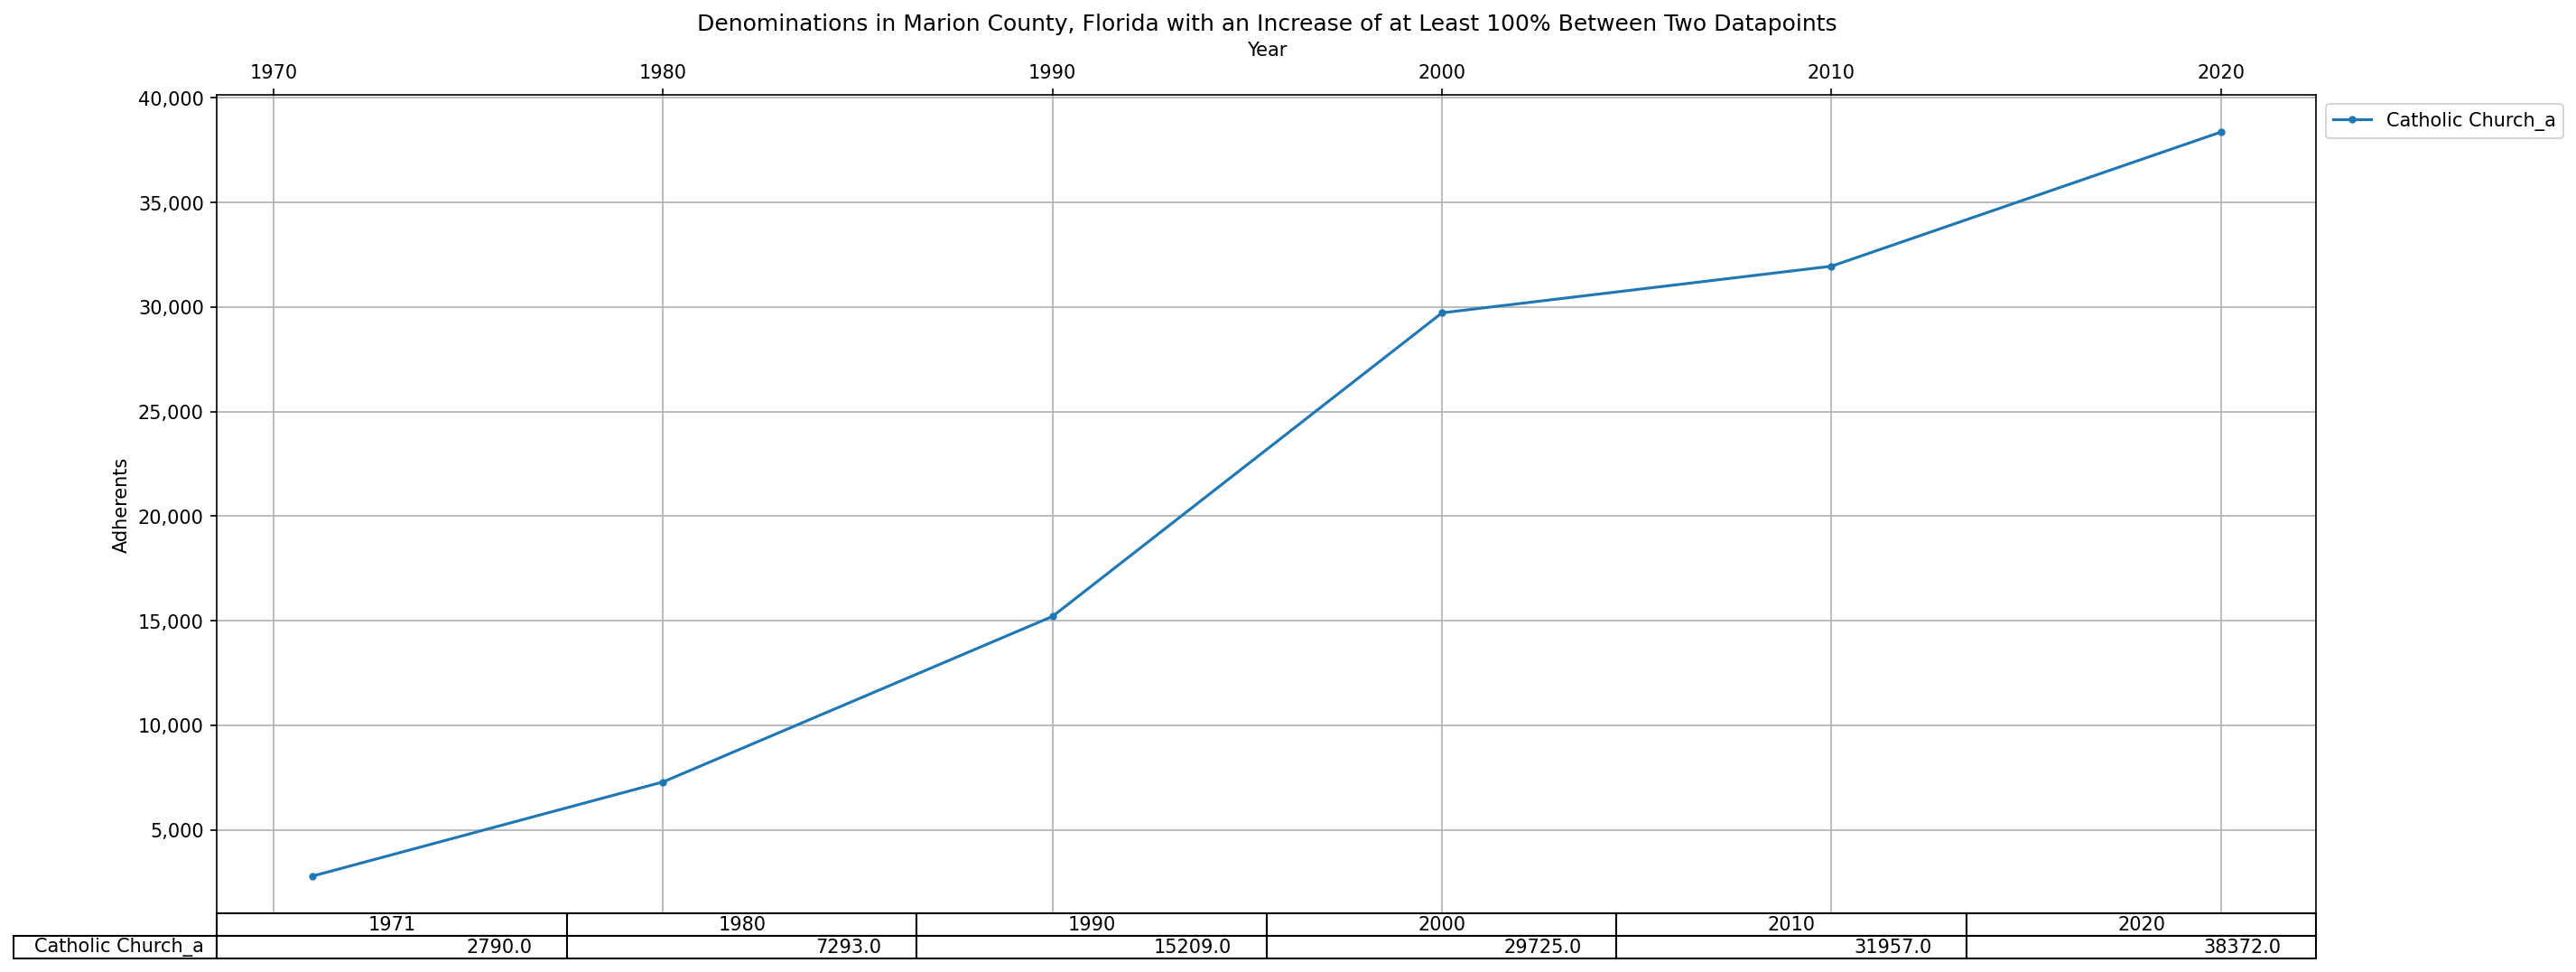 Denominations in Marion County, Florida with an Increase of at Least 100% Between Two Datapoints
Year
1970 1980 1990 2000 2010 2020
40,000
35,000
30,000
25,000
20,000
15,000
10,000
5,000
Adherents
Catholic Church_a
1971 1980 1990 2000 2010 2020
Catholic Church_a 2790.0 7293.0 15209.0 29725.0 31957.0 38372.0